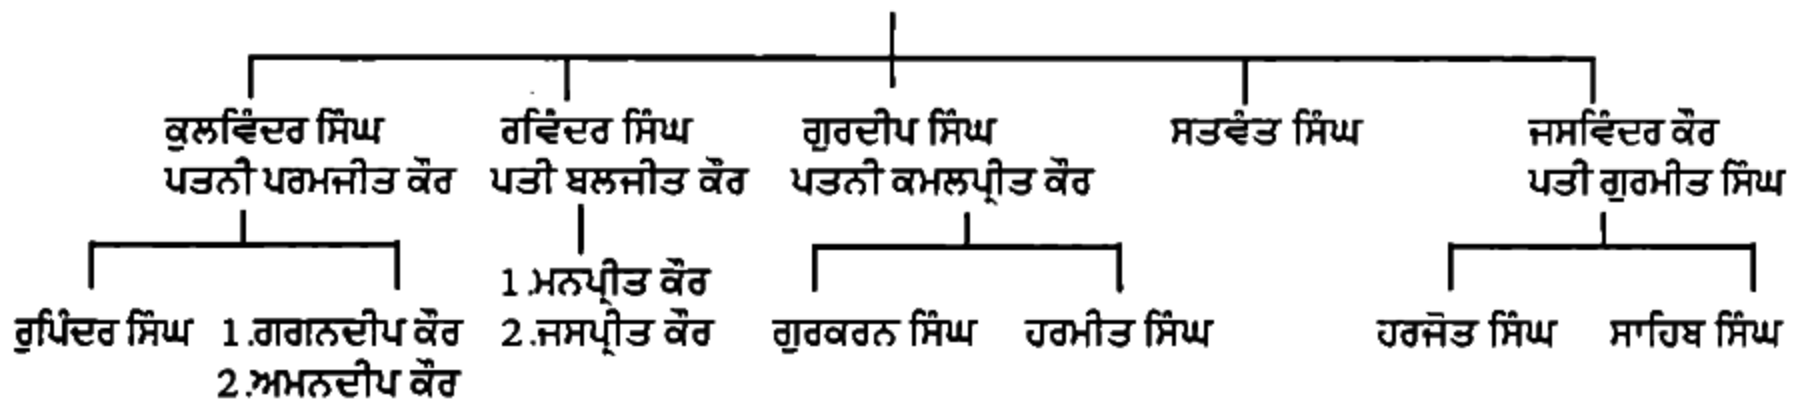 ਕੁਲਵਿੰਦਰ ਸਿੰਘ ਰਵਿੰਦਰ ਸਿੰਘ ਗੁਰਦੀਪ ਸਿੰਘ ਸਤਵੰਤ ਸਿੰਘ ਜਸਵਿੰਦਰ ਕੌਰ
ਪਤਨੀ ਪਰਮਜੀਤ ਕੌਰ ਪਤੀ ਬਲਜੀਤ ਕੌਰ ਪਤਨੀ ਕਮਲਪ੍ਰੀਤ ਕੌਰ ਪਤੀ ਗੁਰਮੀਤ ਸਿੰਘ
1.ਮਨਪ੍ਰੀਤ ਕੌਰ
ਰੁਪਿੰਦਰ ਸਿੰਘ 1.ਗਗਨਦੀਪ ਕੌਰ 2.ਜਸਪ੍ਰੀਤ ਕੌਰ ਗੁਰਕਰਨ ਸਿੰਘ ਹਰਮੀਤ ਸਿੰਘ ਹਰਜੋਤ ਸਿੰਘ ਸਾਹਿਬ ਸਿੰਘ
2.ਅਮਨਦੀਪ ਕੌਰ